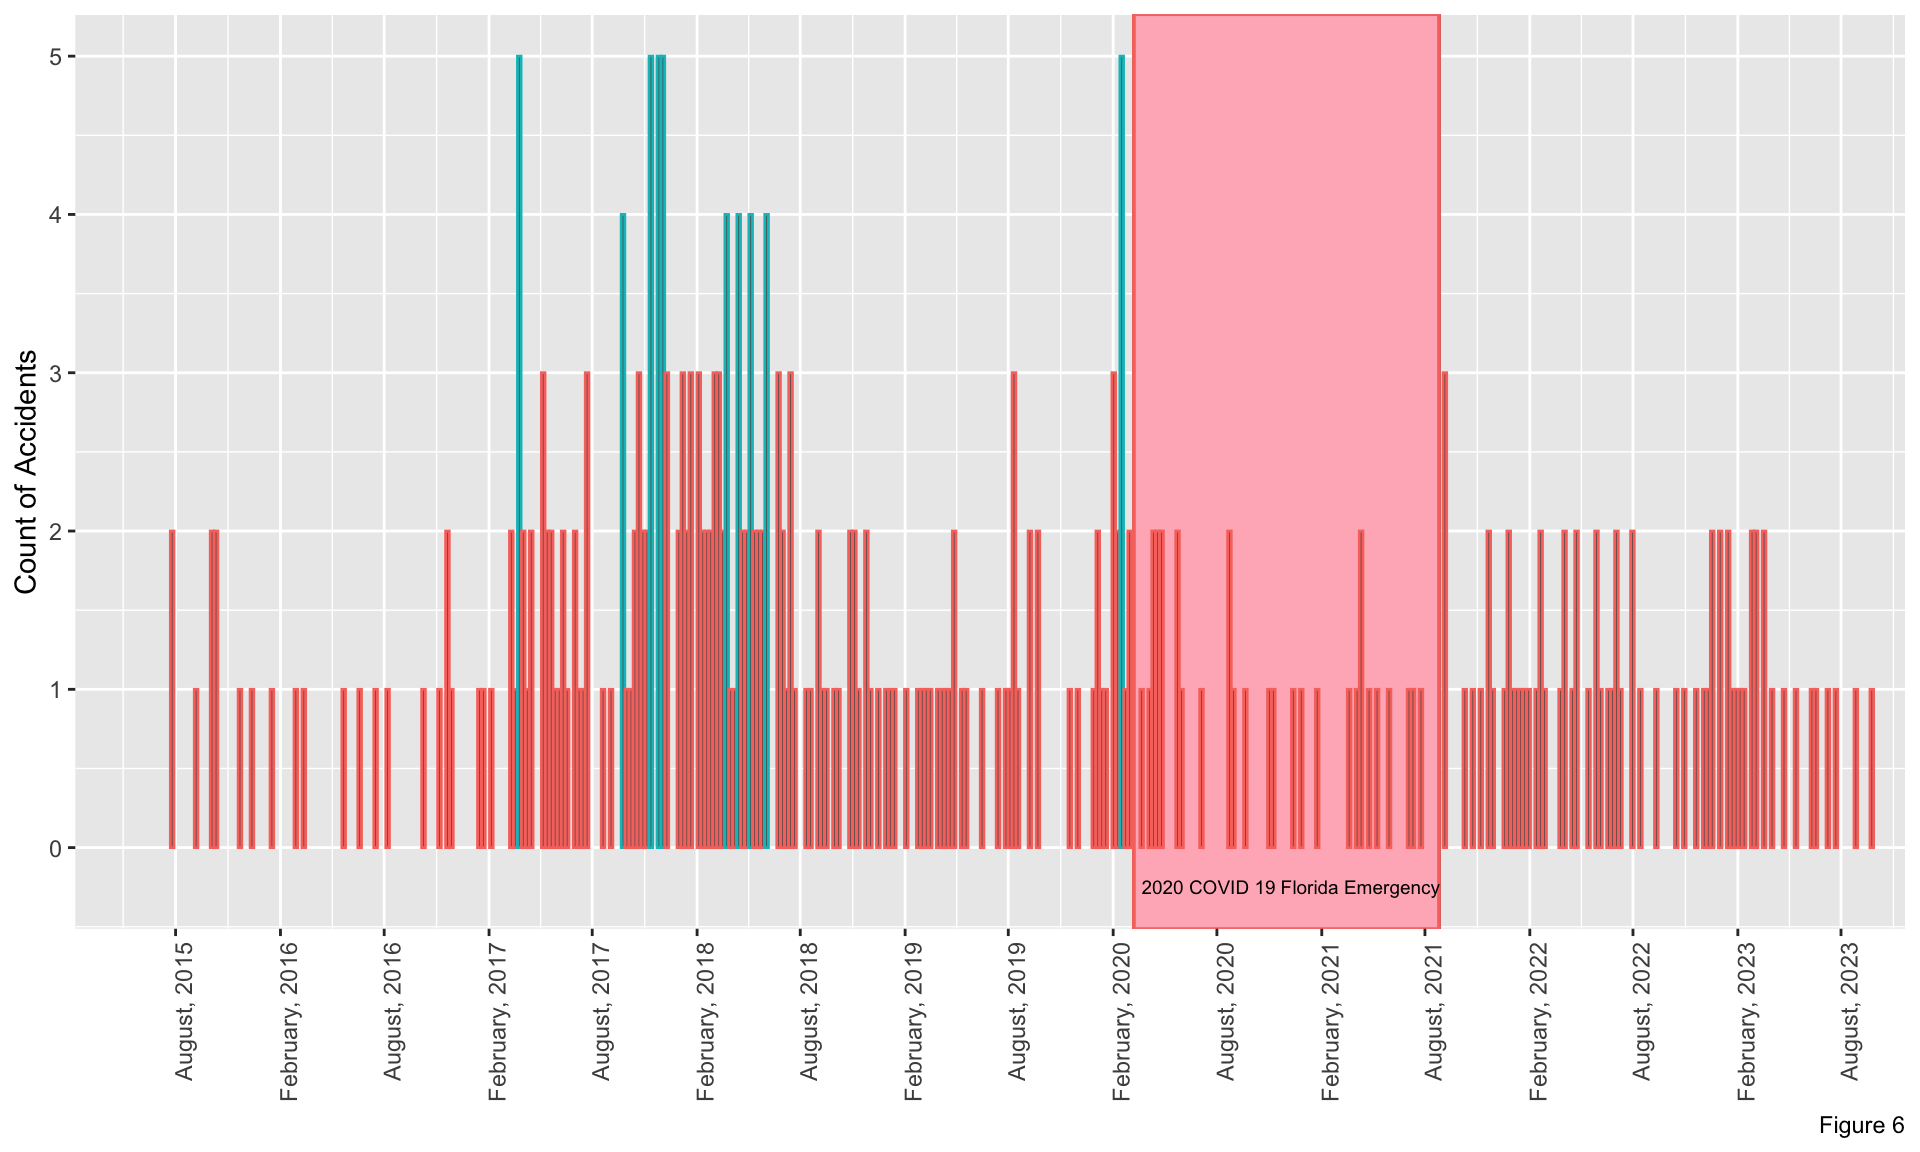 5
4
3
2
1
0
Count of Accidents
2020 COVID 19 Florida Emergency
August, 2015
February, 2016
August, 2016
February, 2017
August, 2017
February, 2018
August, 2018
February, 2019
August, 2019
February, 2020
August, 2020
February, 2021
August, 2021
February, 2022
August, 2022
February, 2023
August, 2023
Figure 6